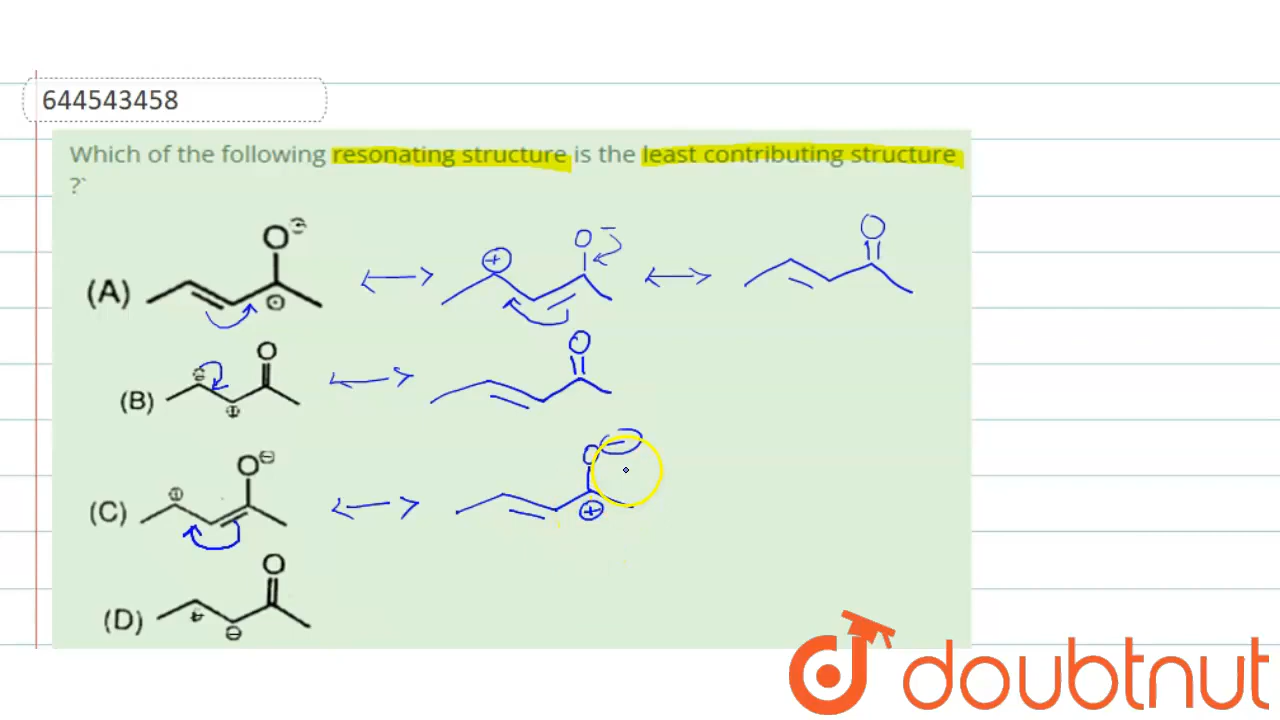 644543458
Which of the following resonating structure is the least contributing structure
?`
O⊖
(A)
⊕
O
⊕
O⁻
O
(B)
⊖
⊕
O
O
(C)
⊕
O⊖
O⁻
⊕
(D)
+
⊖
O
doubtnut